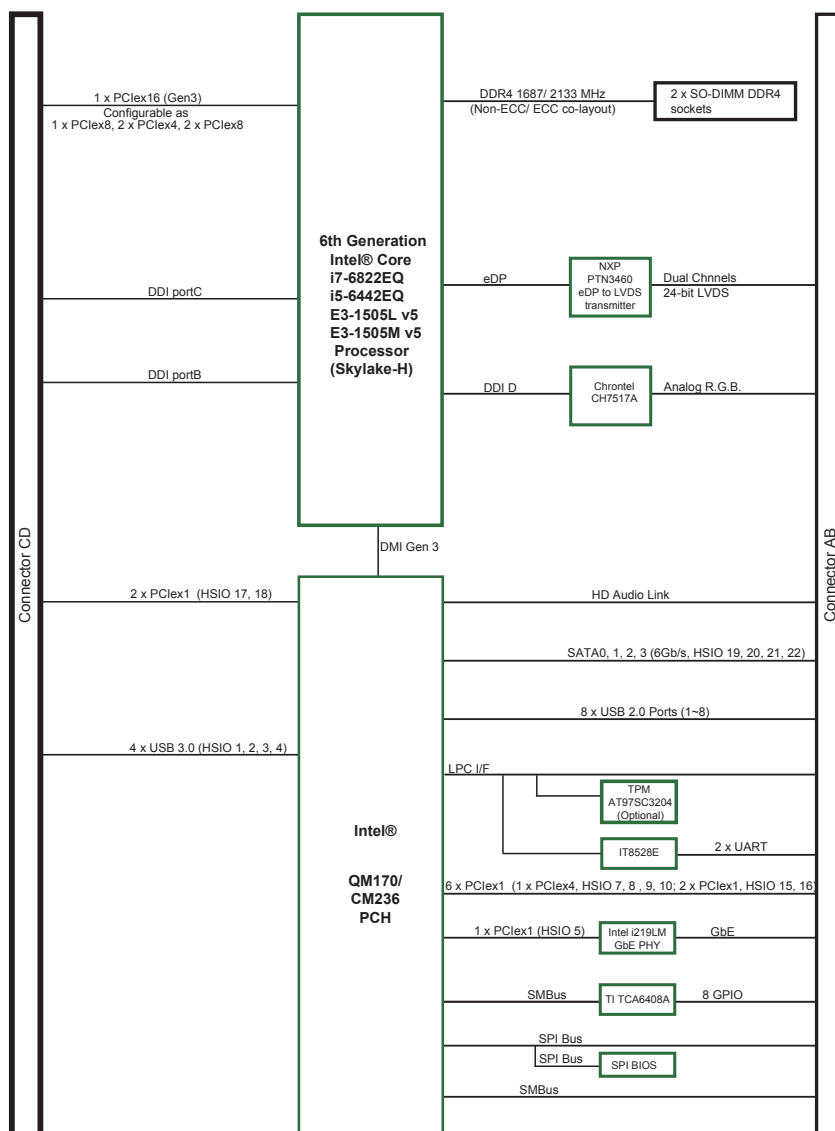 Connector CD
1 x PCIex16 (Gen3)
Configurable as
1 x PCIex8, 2 x PCIex4, 2 x PCIex8
DDI portC
DDI portB
2 x PCIex1 (HSIO 17, 18)
4 x USB 3.0 (HSIO 1, 2, 3, 4)
6th Generation
Intel® Core
i7-6822EQ
i5-6442EQ
E3-1505L v5
E3-1505M v5
Processor
(Skylake-H)
DMI Gen 3
Intel®
QM170/
CM236
PCH
DDR4 1687/ 2133 MHz
(Non-ECC/ ECC co-layout)
2 x SO-DIMM DDR4
sockets
eDP
NXP
PTN3460
eDP to LVDS
transmitter
Dual Chnnels
24-bit LVDS
DDI D
Chrontel
CH7517A
Analog R.G.B.
HD Audio Link
SATA0, 1, 2, 3 (6Gb/s, HSIO 19, 20, 21, 22)
8 x USB 2.0 Ports (1~8)
LPC I/F
TPM
AT97SC3204
(Optional)
IT8528E
2 x UART
6 x PCIex1 (1 x PCIex4, HSIO 7, 8 , 9, 10; 2 x PCIex1, HSIO 15, 16)
1 x PCIex1 (HSIO 5)
Intel i219LM
GbE PHY
GbE
SMBus
TI TCA6408A
8 GPIO
SPI Bus
SPI Bus
SPI BIOS
SMBus
Connector AB